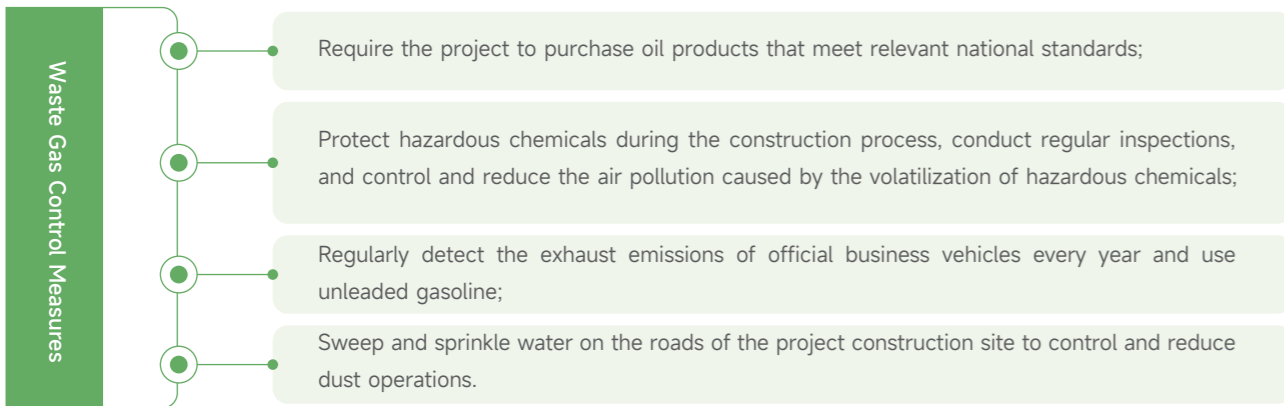 Waste Gas Control Measures
Require the project to purchase oil products that meet relevant national standards;
Protect hazardous chemicals during the construction process, conduct regular inspections,
and control and reduce the air pollution caused by the volatilization of hazardous chemicals;
Regularly detect the exhaust emissions of official business vehicles every year and use
unleaded gasoline;
Sweep and sprinkle water on the roads of the project construction site to control and reduce
dust operations.